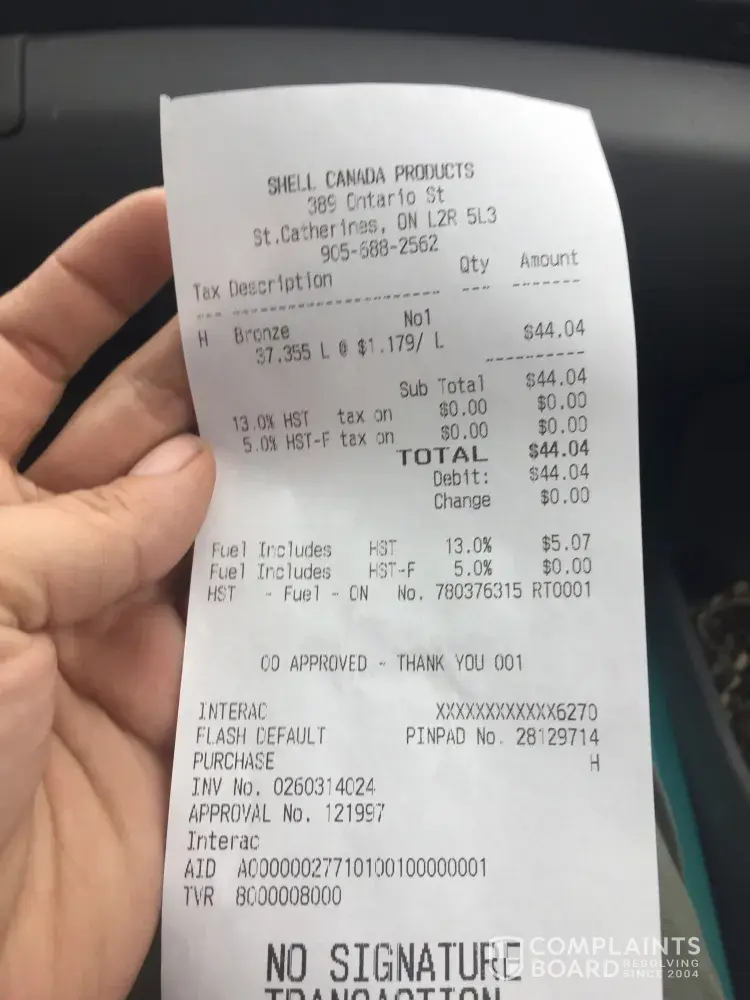 SHELL CANADA PRODUCTS
389 Ontario St
St.Catherines, ON L2R 5L3
905-688-2562
Tax Description Qty Amount
H Bronze No1 $44.04
37.355 L @ $1.179/ L
Sub Total $44.04
13.0% HST tax on $0.00 $0.00
5.0% HST-F tax on $0.00 $0.00
TOTAL $44.04
Debit: $44.04
Change $0.00
Fuel Includes HST 13.0% $5.07
Fuel Includes HST-F 5.0% $0.00
HST - Fuel - ON No. 780376315 RT0001
00 APPROVED - THANK YOU 001
INTERAC XXXXXXXXXXXX6270
FLASH DEFAULT PINPAD No. 28129714
PURCHASE H
INV No. 0260314024
APPROVAL No. 121997
Interac
AID A00000027710100100000001
TVR 8000008000
NO SIGNATURE
TRANSACTION
COMPLAINTS
BOARD RESOLVING
SINCE 2004